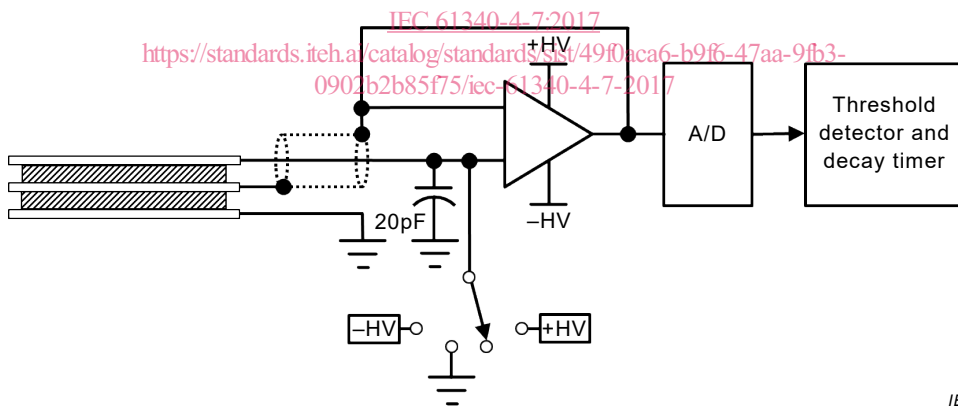 IEC 61340-4-7:2017
https://standards.iteh.ai/catalog/standards/sist/49f0aca6-b9f6-47aa-9fb3-
0902b2b85f75/iec-61340-4-7-2017
+HV
A/D
Threshold
detector and
decay timer
–HV
20pF
–HV
+HV